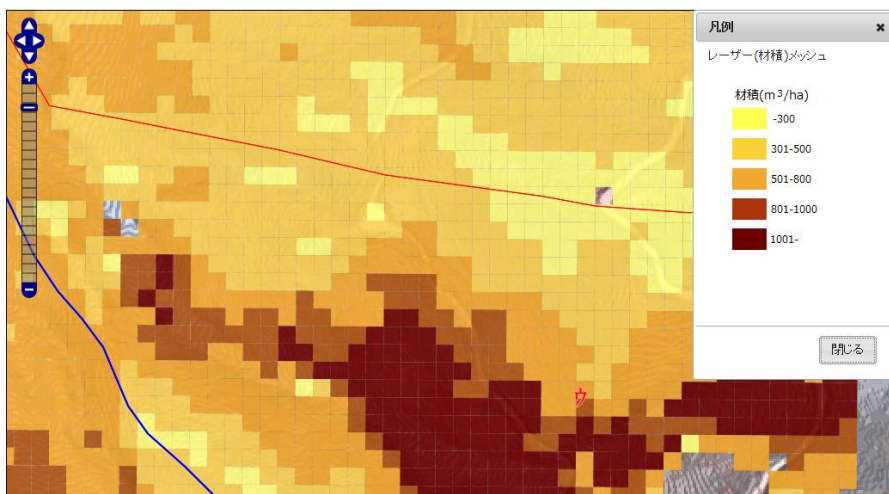 凡例
レーザー(材積)メッシュ
材積(m³/ha)
-300
301-500
501-800
801-1000
1001-
閉じる
ウ